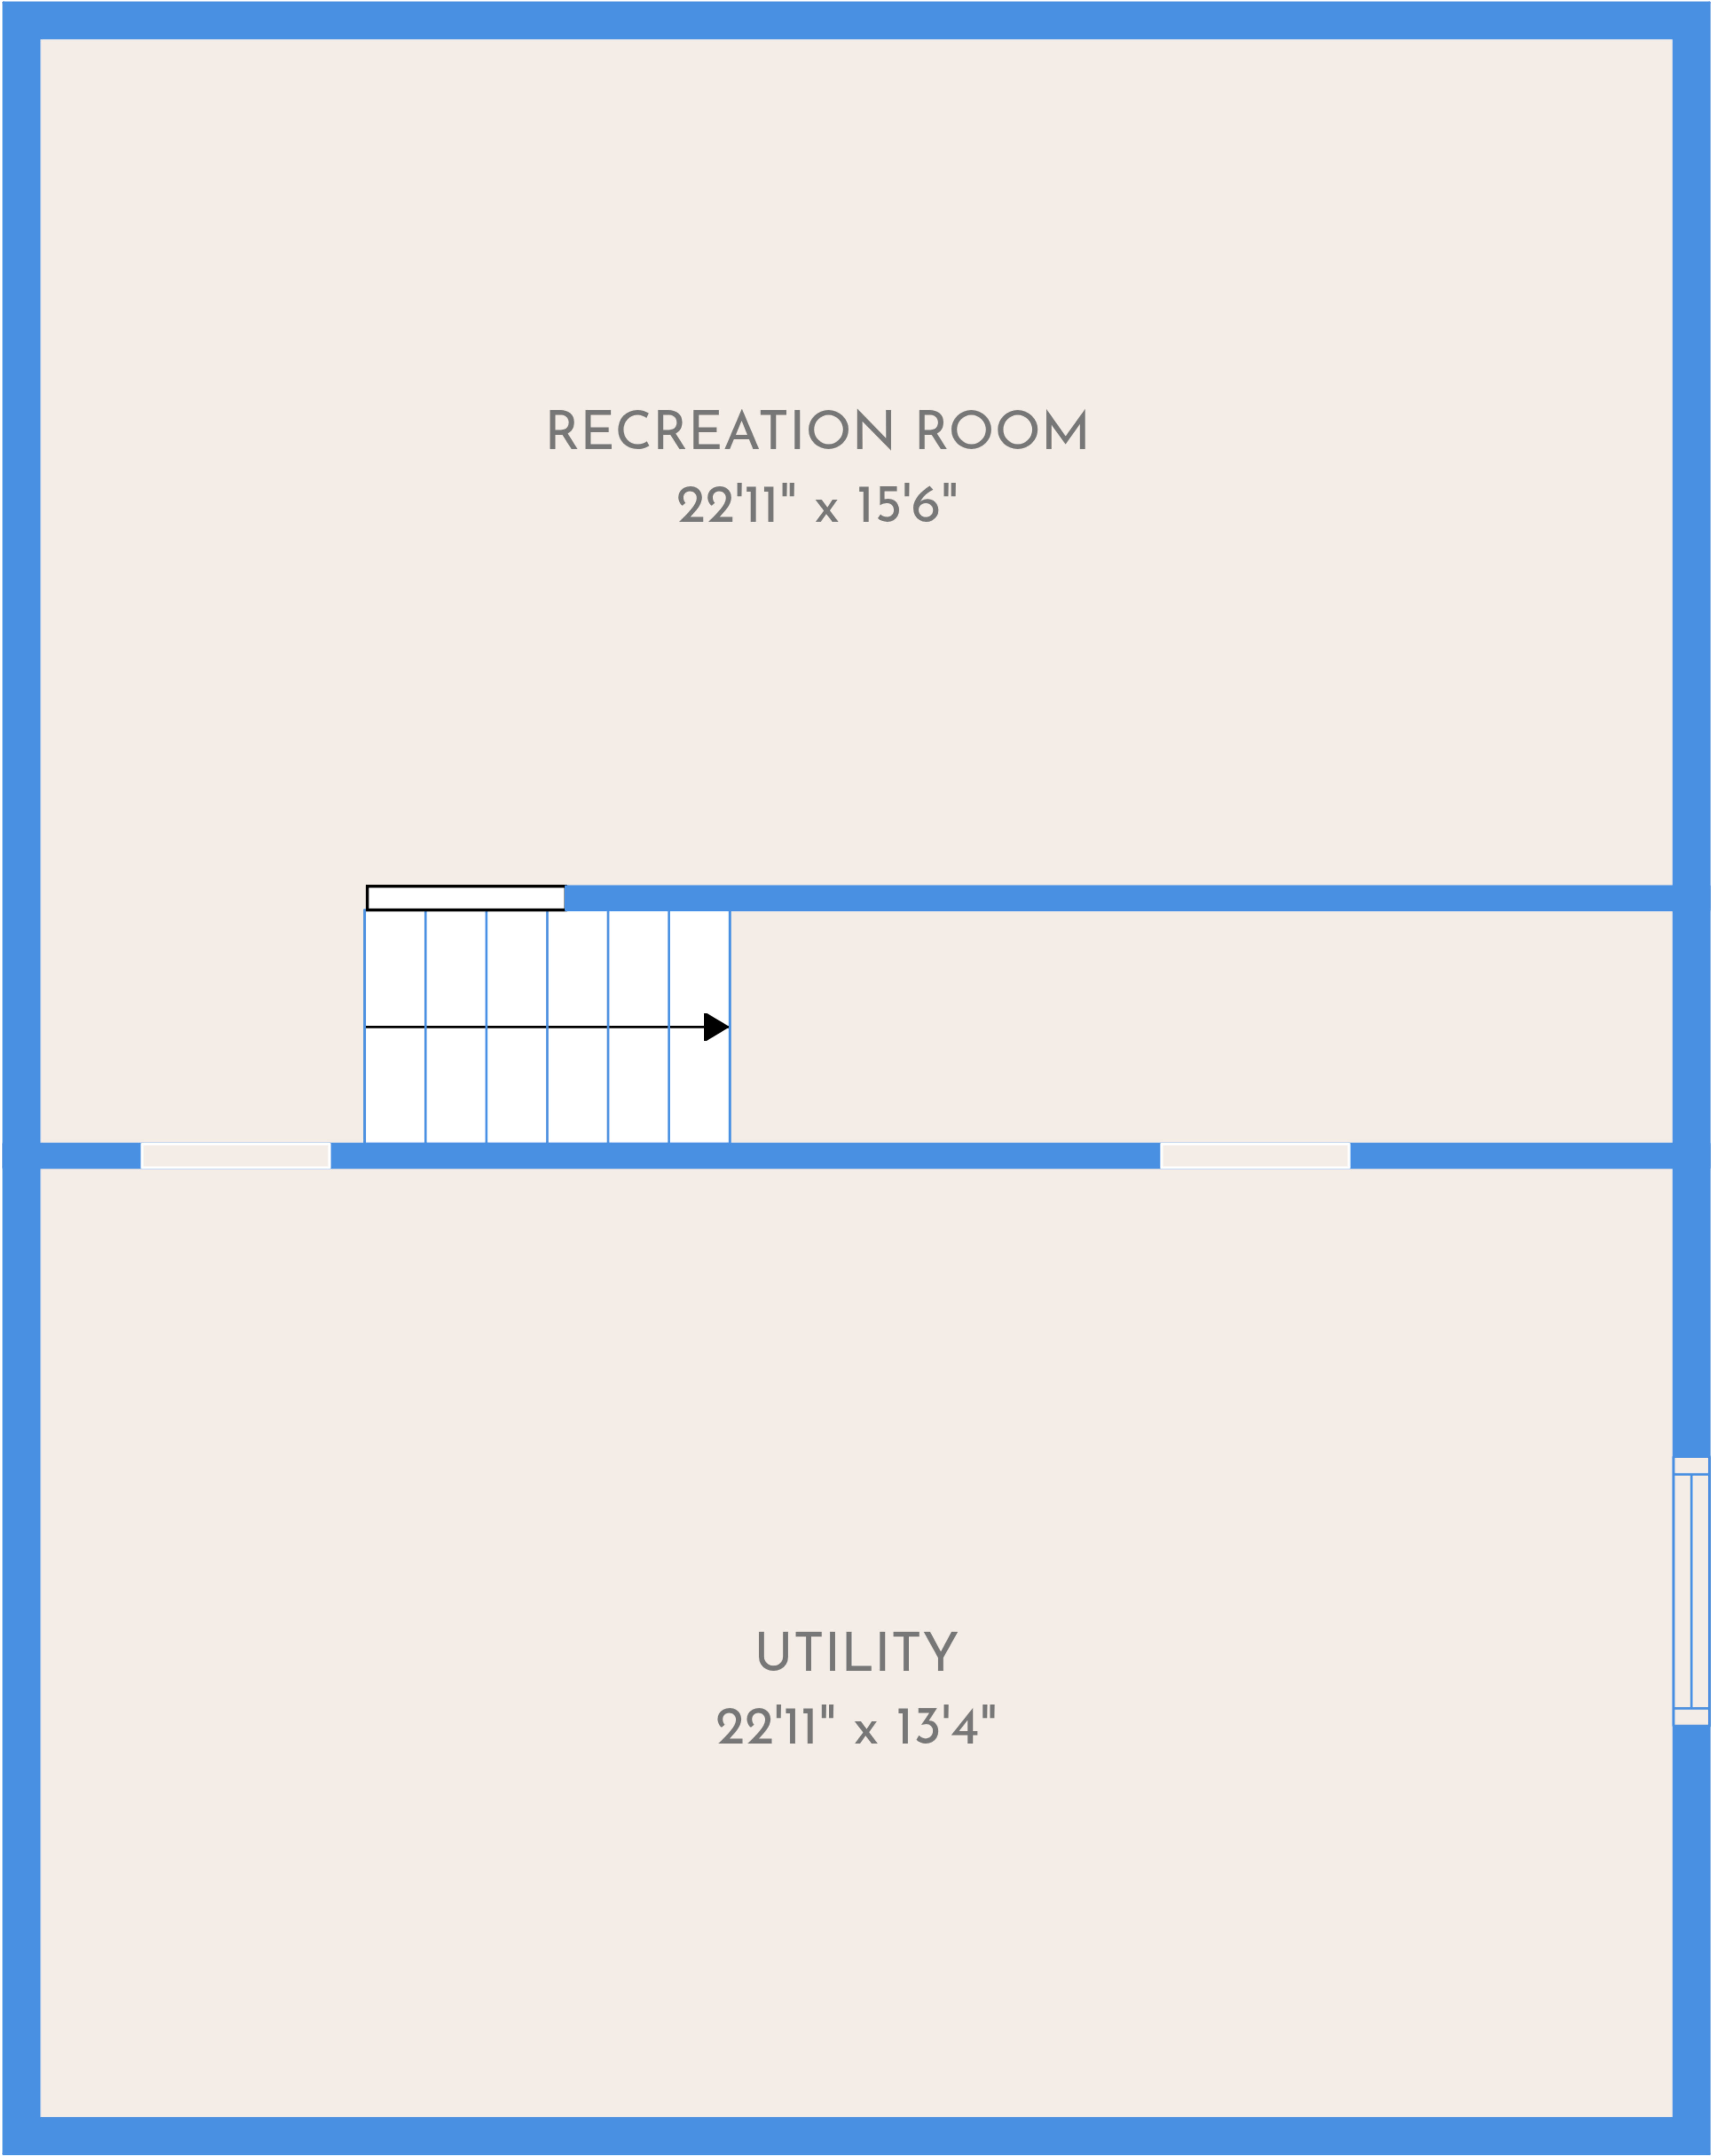 RECREATION ROOM
22'11" x 15'6"
UTILITY
22'11" x 13'4"